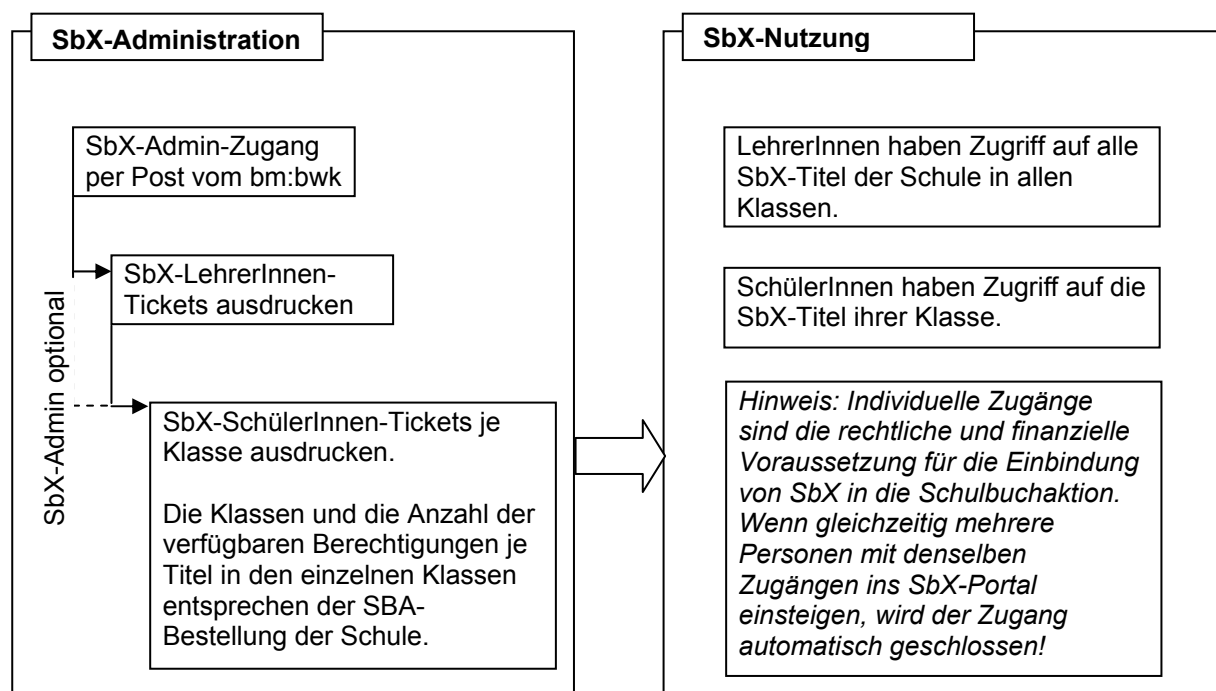 SbX-Administration
SbX-Admin-Zugang
per Post vom bm:bwk
SbX-LehrerInnen-
Tickets ausdrucken
SbX-Admin optional
SbX-SchülerInnen-Tickets je
Klasse ausdrucken.
Die Klassen und die Anzahl der
verfügbaren Berechtigungen je
Titel in den einzelnen Klassen
entsprechen der SBA-
Bestellung der Schule.
SbX-Nutzung
LehrerInnen haben Zugriff auf alle
SbX-Titel der Schule in allen
Klassen.
SchülerInnen haben Zugriff auf die
SbX-Titel ihrer Klasse.
Hinweis: Individuelle Zugänge
sind die rechtliche und finanzielle
Voraussetzung für die Einbindung
von SbX in die Schulbuchaktion.
Wenn gleichzeitig mehrere
Personen mit denselben
Zugängen ins SbX-Portal
einsteigen, wird der Zugang
automatisch geschlossen!